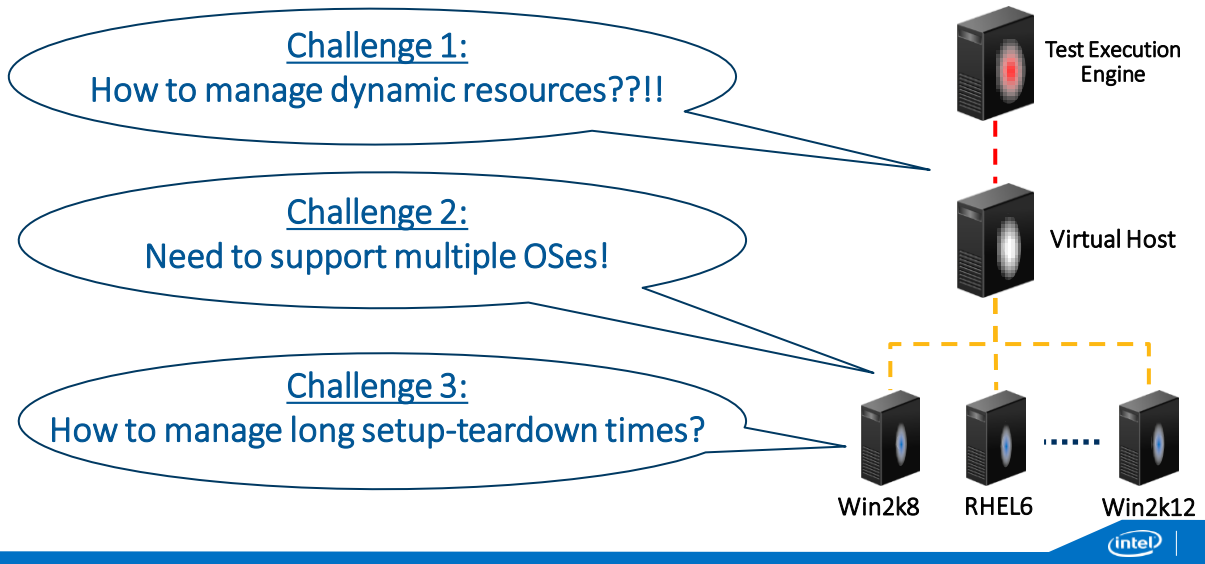 Challenge 1:
How to manage dynamic resources??!!
Test Execution
Engine
Challenge 2:
Need to support multiple OSes!
Virtual Host
Challenge 3:
How to manage long setup-teardown times?
Win2k8
RHEL6
Win2k12
intel